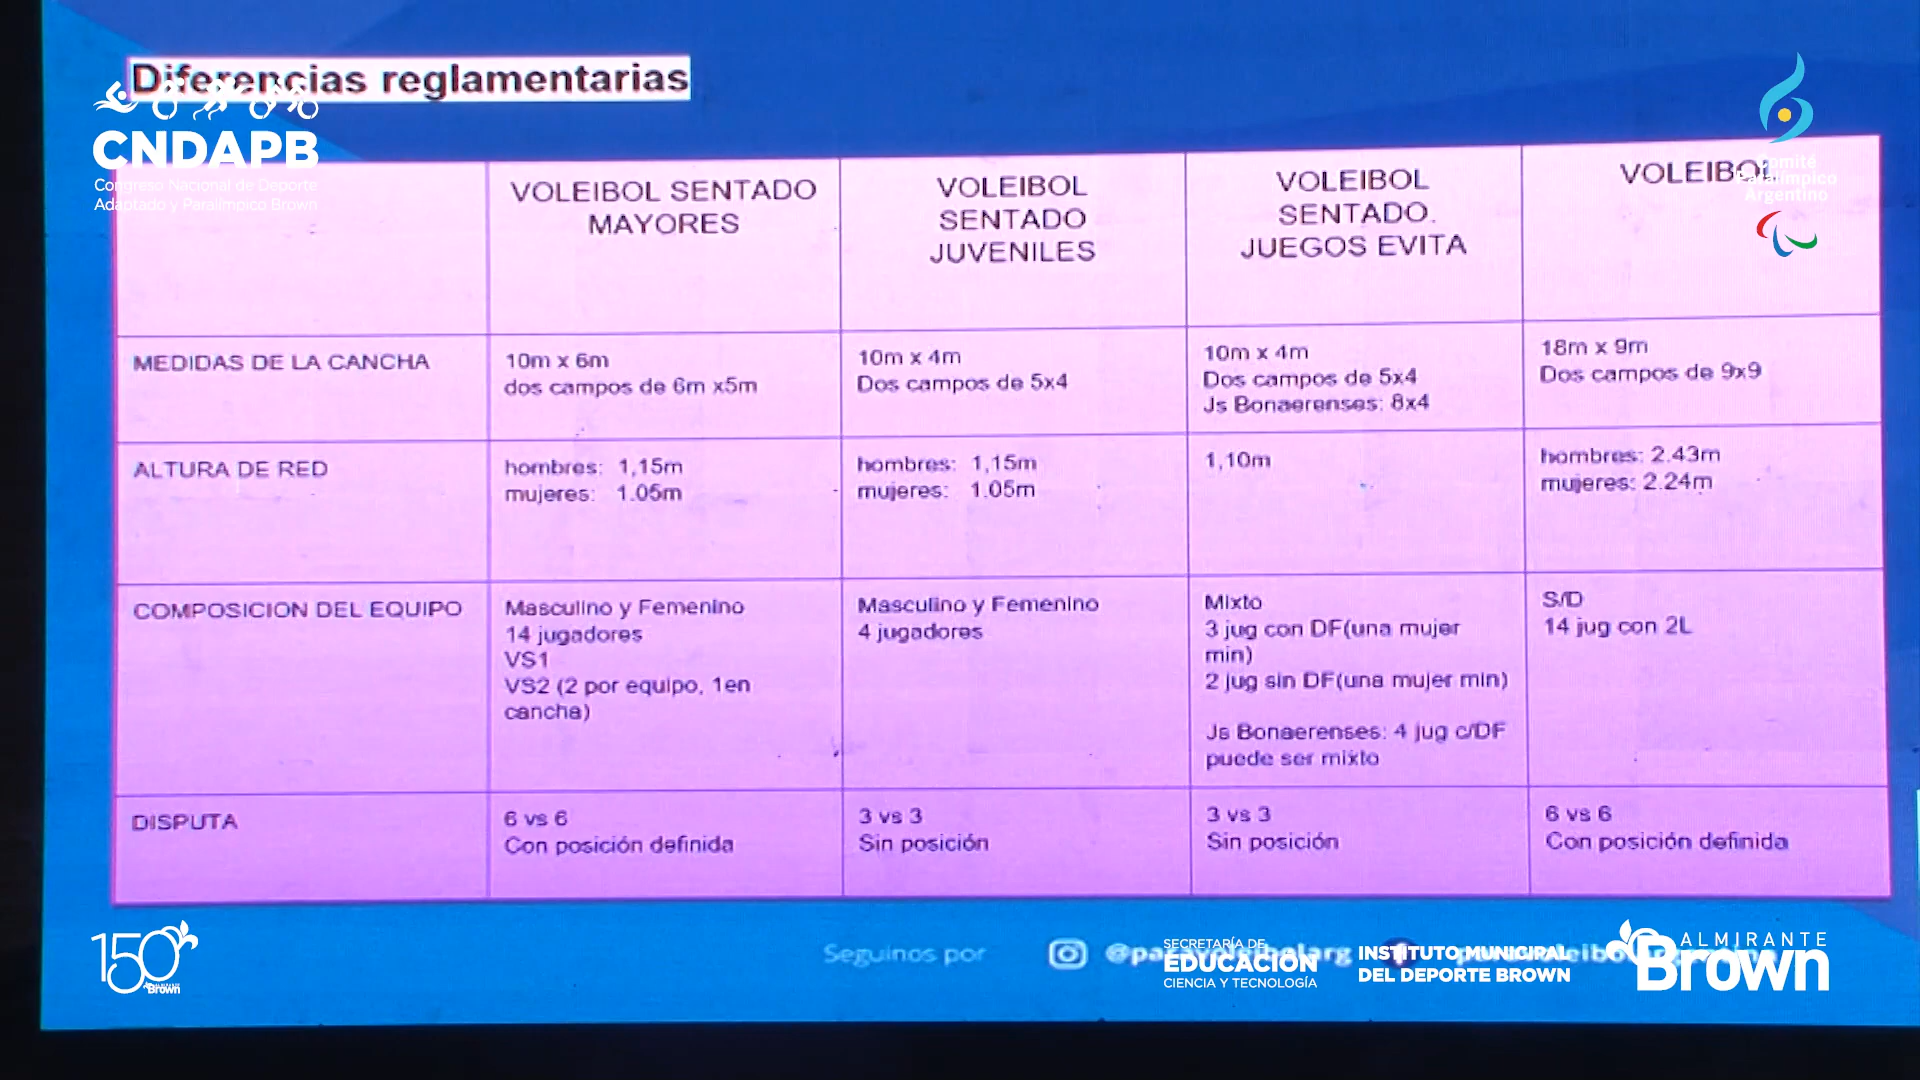 Diferencias reglamentarias
CNDAPB
Congreso Nacional de Deporte
Adaptado y Paralímpico Brown
Comité
Paralímpico
Argentino
VOLEIBOL SENTADO
MAYORES
VOLEIBOL
SENTADO
JUVENILES
VOLEIBOL
SENTADO.
JUEGOS EVITA
VOLEIBOL
MEDIDAS DE LA CANCHA
10m x 6m
dos campos de 6m x5m
10m x 4m
Dos campos de 5x4
10m x 4m
Dos campos de 5x4
Js Bonaerenses: 8x4
18m x 9m
Dos campos de 9x9
ALTURA DE RED
hombres: 1,15m
mujeres: 1.05m
hombres: 1,15m
mujeres: 1.05m
1,10m
hombres: 2.43m
mujeres: 2.24m
COMPOSICION DEL EQUIPO
Masculino y Femenino
14 jugadores
VS1
VS2 (2 por equipo, 1en
cancha)
Masculino y Femenino
4 jugadores
Mixto
3 jug con DF(una mujer
min)
2 jug sin DF(una mujer min)
Js Bonaerenses: 4 jug c/DF
puede ser mixto
S/D
14 jug con 2L
DISPUTA
6 vs 6
Con posición definida
3 vs 3
Sin posición
3 vs 3
Sin posición
6 vs 6
Con posición definida
150
Brown
Seguinos por
@paravoleibolarg
SECRETARÍA DE
EDUCACIÓN
CIENCIA Y TECNOLOGÍA
INSTITUTO MUNICIPAL
DEL DEPORTE BROWN
ALMIRANTE
Brown